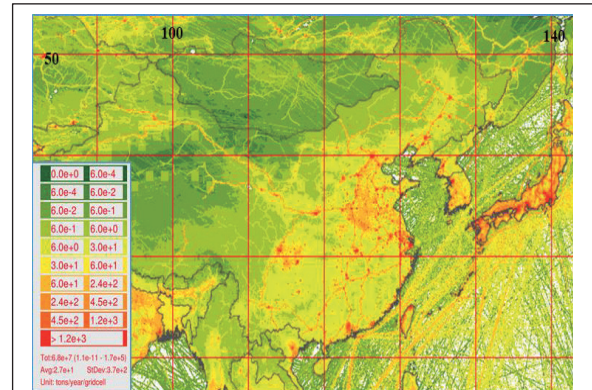 100
140
50
0.0e+0 6.0e-4
6.0e-4 6.0e-2
6.0e-2 6.0e-1
6.0e-1 6.0e+0
6.0e+0 3.0e+1
3.0e+1 6.0e+1
6.0e+1 2.4e+2
2.4e+2 4.5e+2
4.5e+2 1.2e+3
> 1.2e+3
Tot:6.8e+7 (1.1e-11 - 1.7e+5)
Avg:2.7e+1 StDev:3.7e+2
Unit: tons/year/gridcell